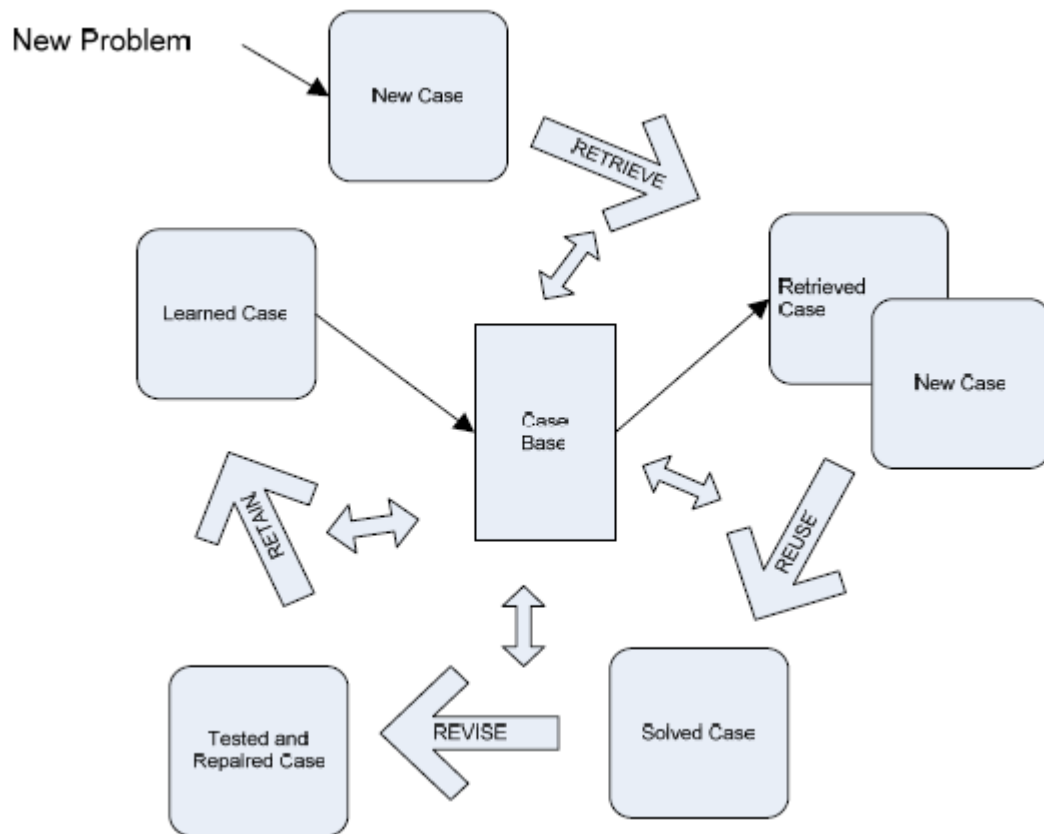 New Problem
New Case
RETRIEVE
Retrieved
Case
New Case
Learned Case
Case
Base
REUSE
RETAIN
Solved Case
REVISE
Tested and
Repaired Case